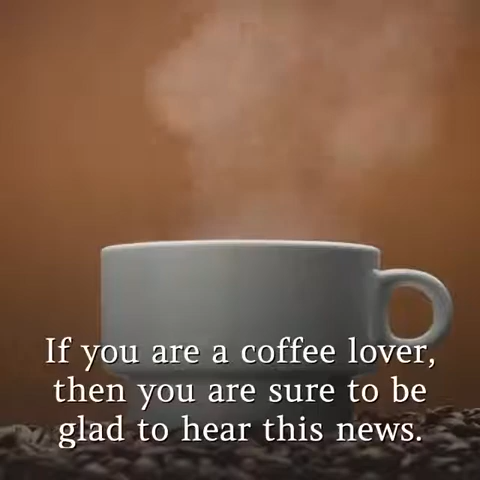 If you are a coffee lover,
then you are sure to be
glad to hear this news.